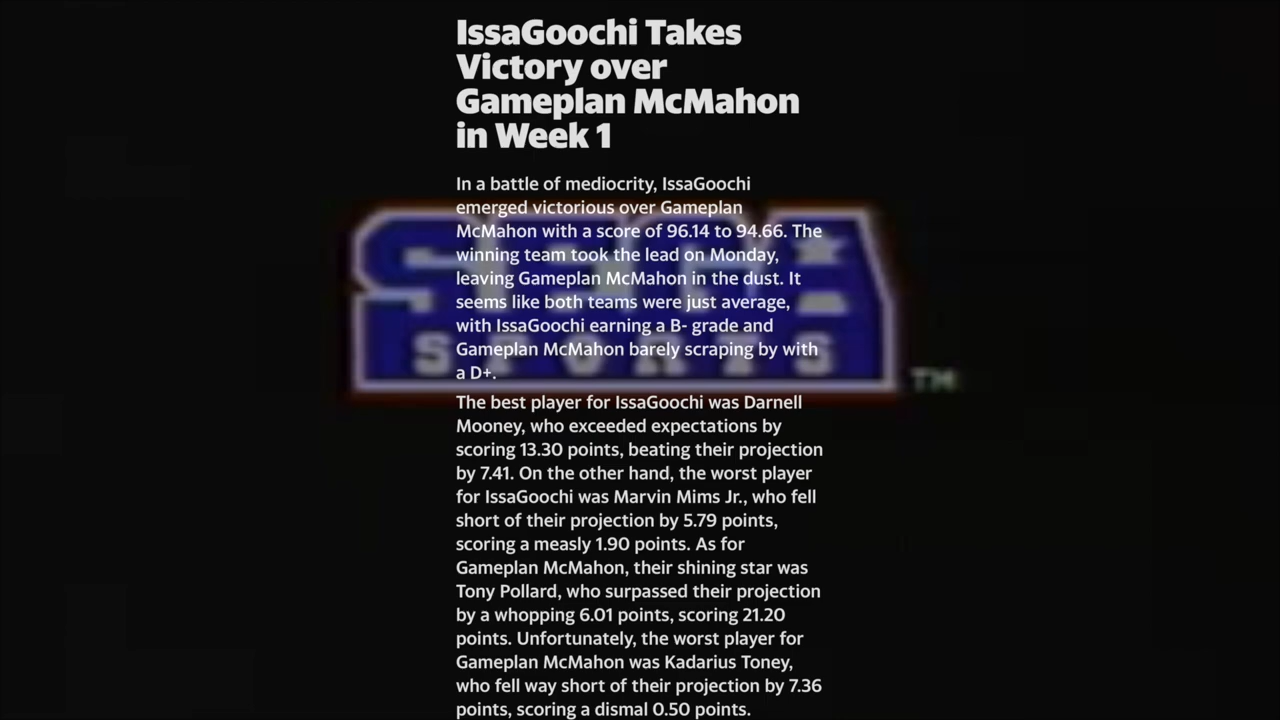 IssaGoochi Takes
Victory over
Gameplan McMahon
in Week 1
In a battle of mediocrity, IssaGoochi
emerged victorious over Gameplan
McMahon with a score of 96.14 to 94.66. The
winning team took the lead on Monday,
leaving Gameplan McMahon in the dust. It
seems like both teams were just average,
with IssaGoochi earning a B- grade and
Gameplan McMahon barely scraping by with
a D+.
The best player for IssaGoochi was Darnell
Mooney, who exceeded expectations by
scoring 13.30 points, beating their projection
by 7.41. On the other hand, the worst player
for IssaGoochi was Marvin Mims Jr., who fell
short of their projection by 5.79 points,
scoring a measly 1.90 points. As for
Gameplan McMahon, their shining star was
Tony Pollard, who surpassed their projection
by a whopping 6.01 points, scoring 21.20
points. Unfortunately, the worst player for
Gameplan McMahon was Kadarius Toney,
who fell way short of their projection by 7.36
points, scoring a dismal 0.50 points.
SEGA
SPORTS
TM